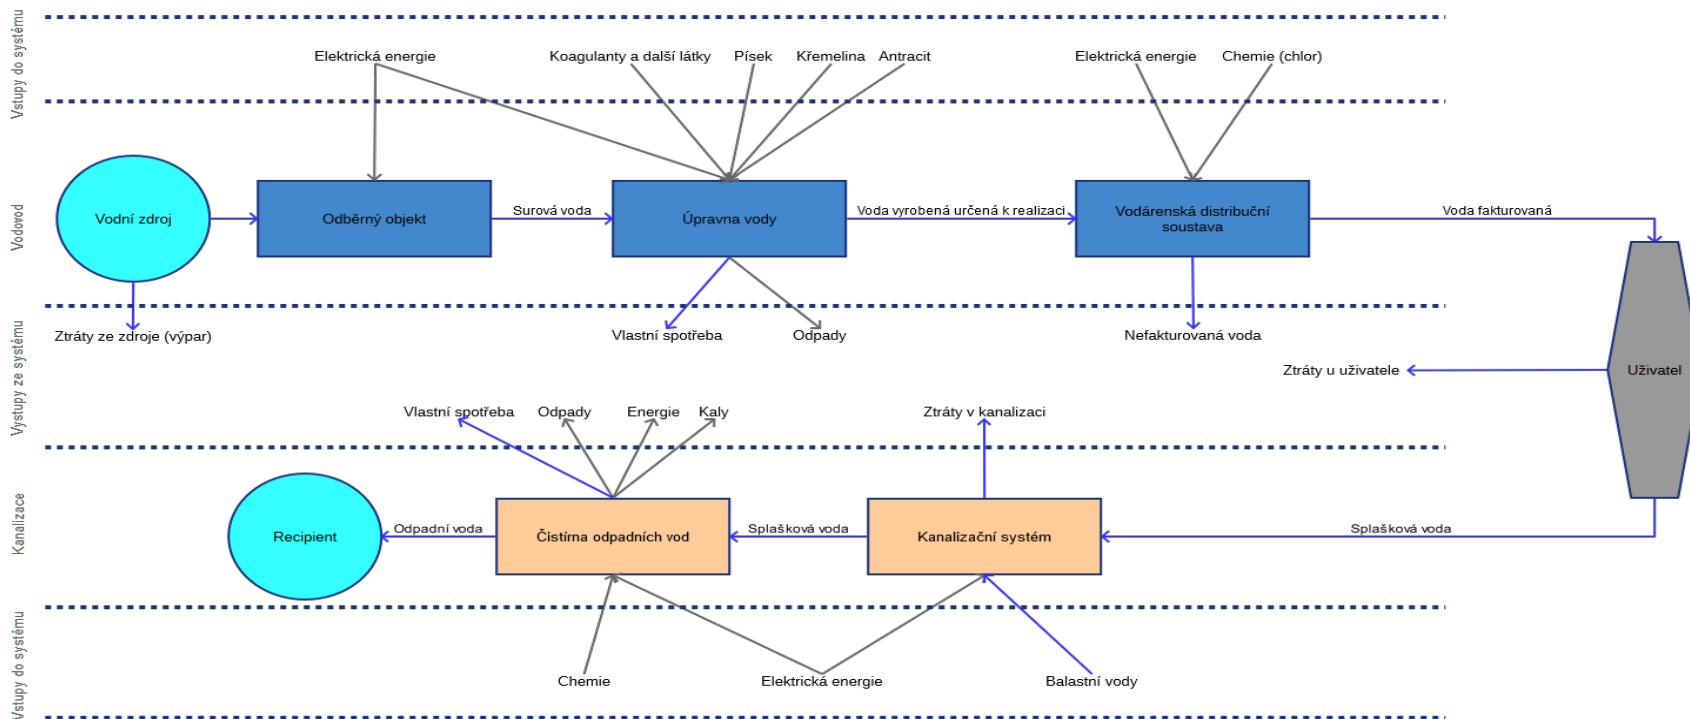 Vstupy do systému
Elektrická energie
Koagulanty a další látky
Písek
Křemelina
Antracit
Elektrická energie
Chemie (chlor)
Vodovod
Vodní zdroj
Odběrný objekt
Surová voda
Úpravna vody
Voda vyrobená určená k realizaci
Vodárenská distribuční
soustava
Voda fakturovaná
Výstupy ze systému
Ztráty ze zdroje (výpar)
Vlastní spotřeba
Odpady
Nefakturovaná voda
Ztráty u uživatele
Uživatel
Vlastní spotřeba
Odpady
Energie
Kaly
Ztráty v kanalizaci
Kanalizace
Recipient
Odpadní voda
Čistírna odpadních vod
Splašková voda
Kanalizační systém
Splašková voda
Vstupy do systému
Chemie
Elektrická energie
Balastní vody